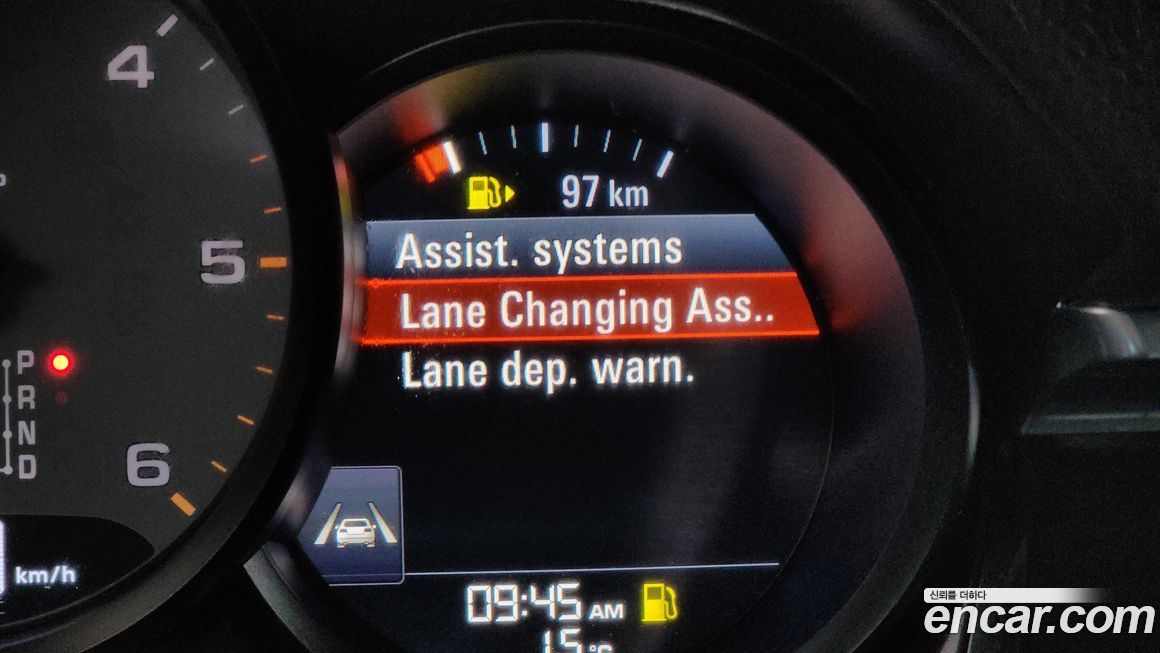 4
97 km
Assist. systems
5
Lane Changing Ass..
P
Lane dep. warn.
R
N
D
6
km/h
09:45 AM
신뢰를 더하다
encar.com